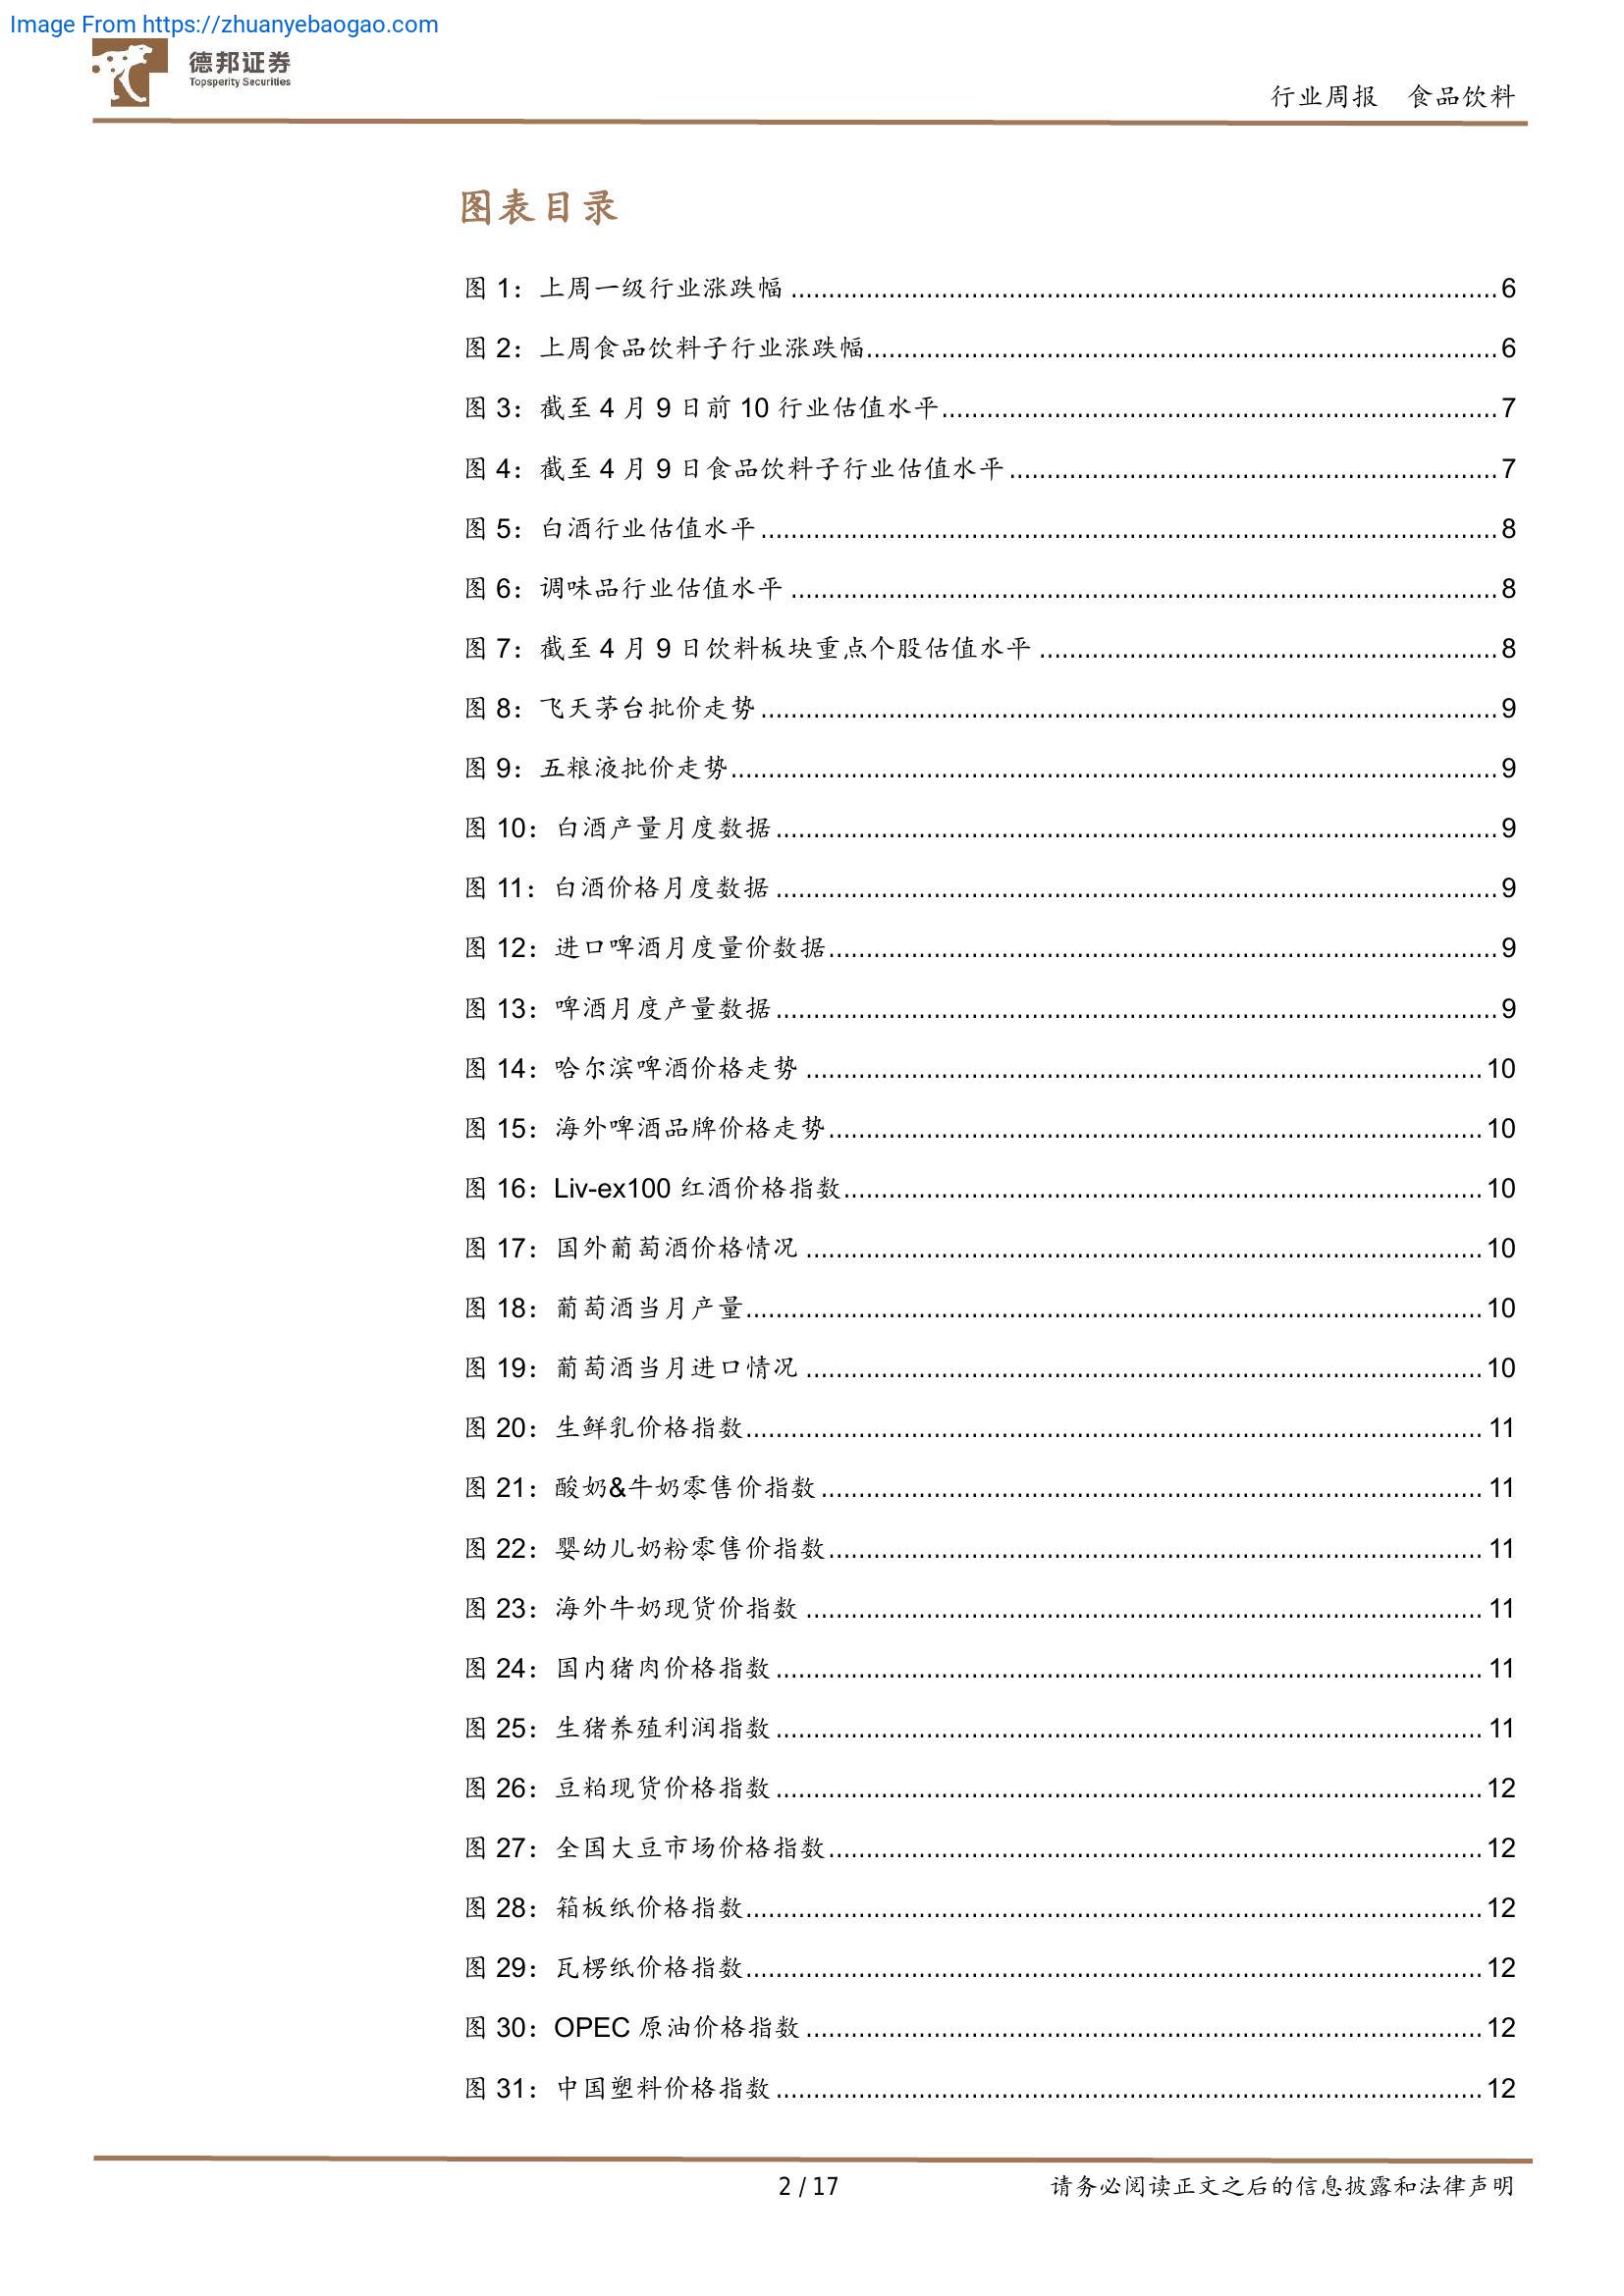 Image From https://zhuanyebaogao.com
德邦证券
Topsperity Securities
行业周报 食品饮料
图表目录
图 1：上周一级行业涨跌幅 ........................................ 6
图 2：上周食品饮料子行业涨跌幅 ........................................ 6
图 3：截至 4 月 9 日前 10 行业估值水平 ........................................ 7
图 4：截至 4 月 9 日食品饮料子行业估值水平 ........................................ 7
图 5：白酒行业估值水平 ........................................ 8
图 6：调味品行业估值水平 ........................................ 8
图 7：截至 4 月 9 日饮料板块重点个股估值水平 ........................................ 8
图 8：飞天茅台批价走势 ........................................ 9
图 9：五粮液批价走势 ........................................ 9
图 10：白酒产量月度数据 ........................................ 9
图 11：白酒价格月度数据 ........................................ 9
图 12：进口啤酒月度量价数据 ........................................ 9
图 13：啤酒月度产量数据 ........................................ 9
图 14：哈尔滨啤酒价格走势 ........................................ 10
图 15：海外啤酒品牌价格走势 ........................................ 10
图 16：Liv-ex100 红酒价格指数 ........................................ 10
图 17：国外葡萄酒价格情况 ........................................ 10
图 18：葡萄酒当月产量 ........................................ 10
图 19：葡萄酒当月进口情况 ........................................ 10
图 20：生鲜乳价格指数 ........................................ 11
图 21：酸奶&牛奶零售价指数 ........................................ 11
图 22：婴幼儿奶粉零售价指数 ........................................ 11
图 23：海外牛奶现货价指数 ........................................ 11
图 24：国内猪肉价格指数 ........................................ 11
图 25：生猪养殖利润指数 ........................................ 11
图 26：豆粕现货价格指数 ........................................ 12
图 27：全国大豆市场价格指数 ........................................ 12
图 28：箱板纸价格指数 ........................................ 12
图 29：瓦楞纸价格指数 ........................................ 12
图 30：OPEC 原油价格指数 ........................................ 12
图 31：中国塑料价格指数 ........................................ 12
2 / 17
请务必阅读正文之后的信息披露和法律声明